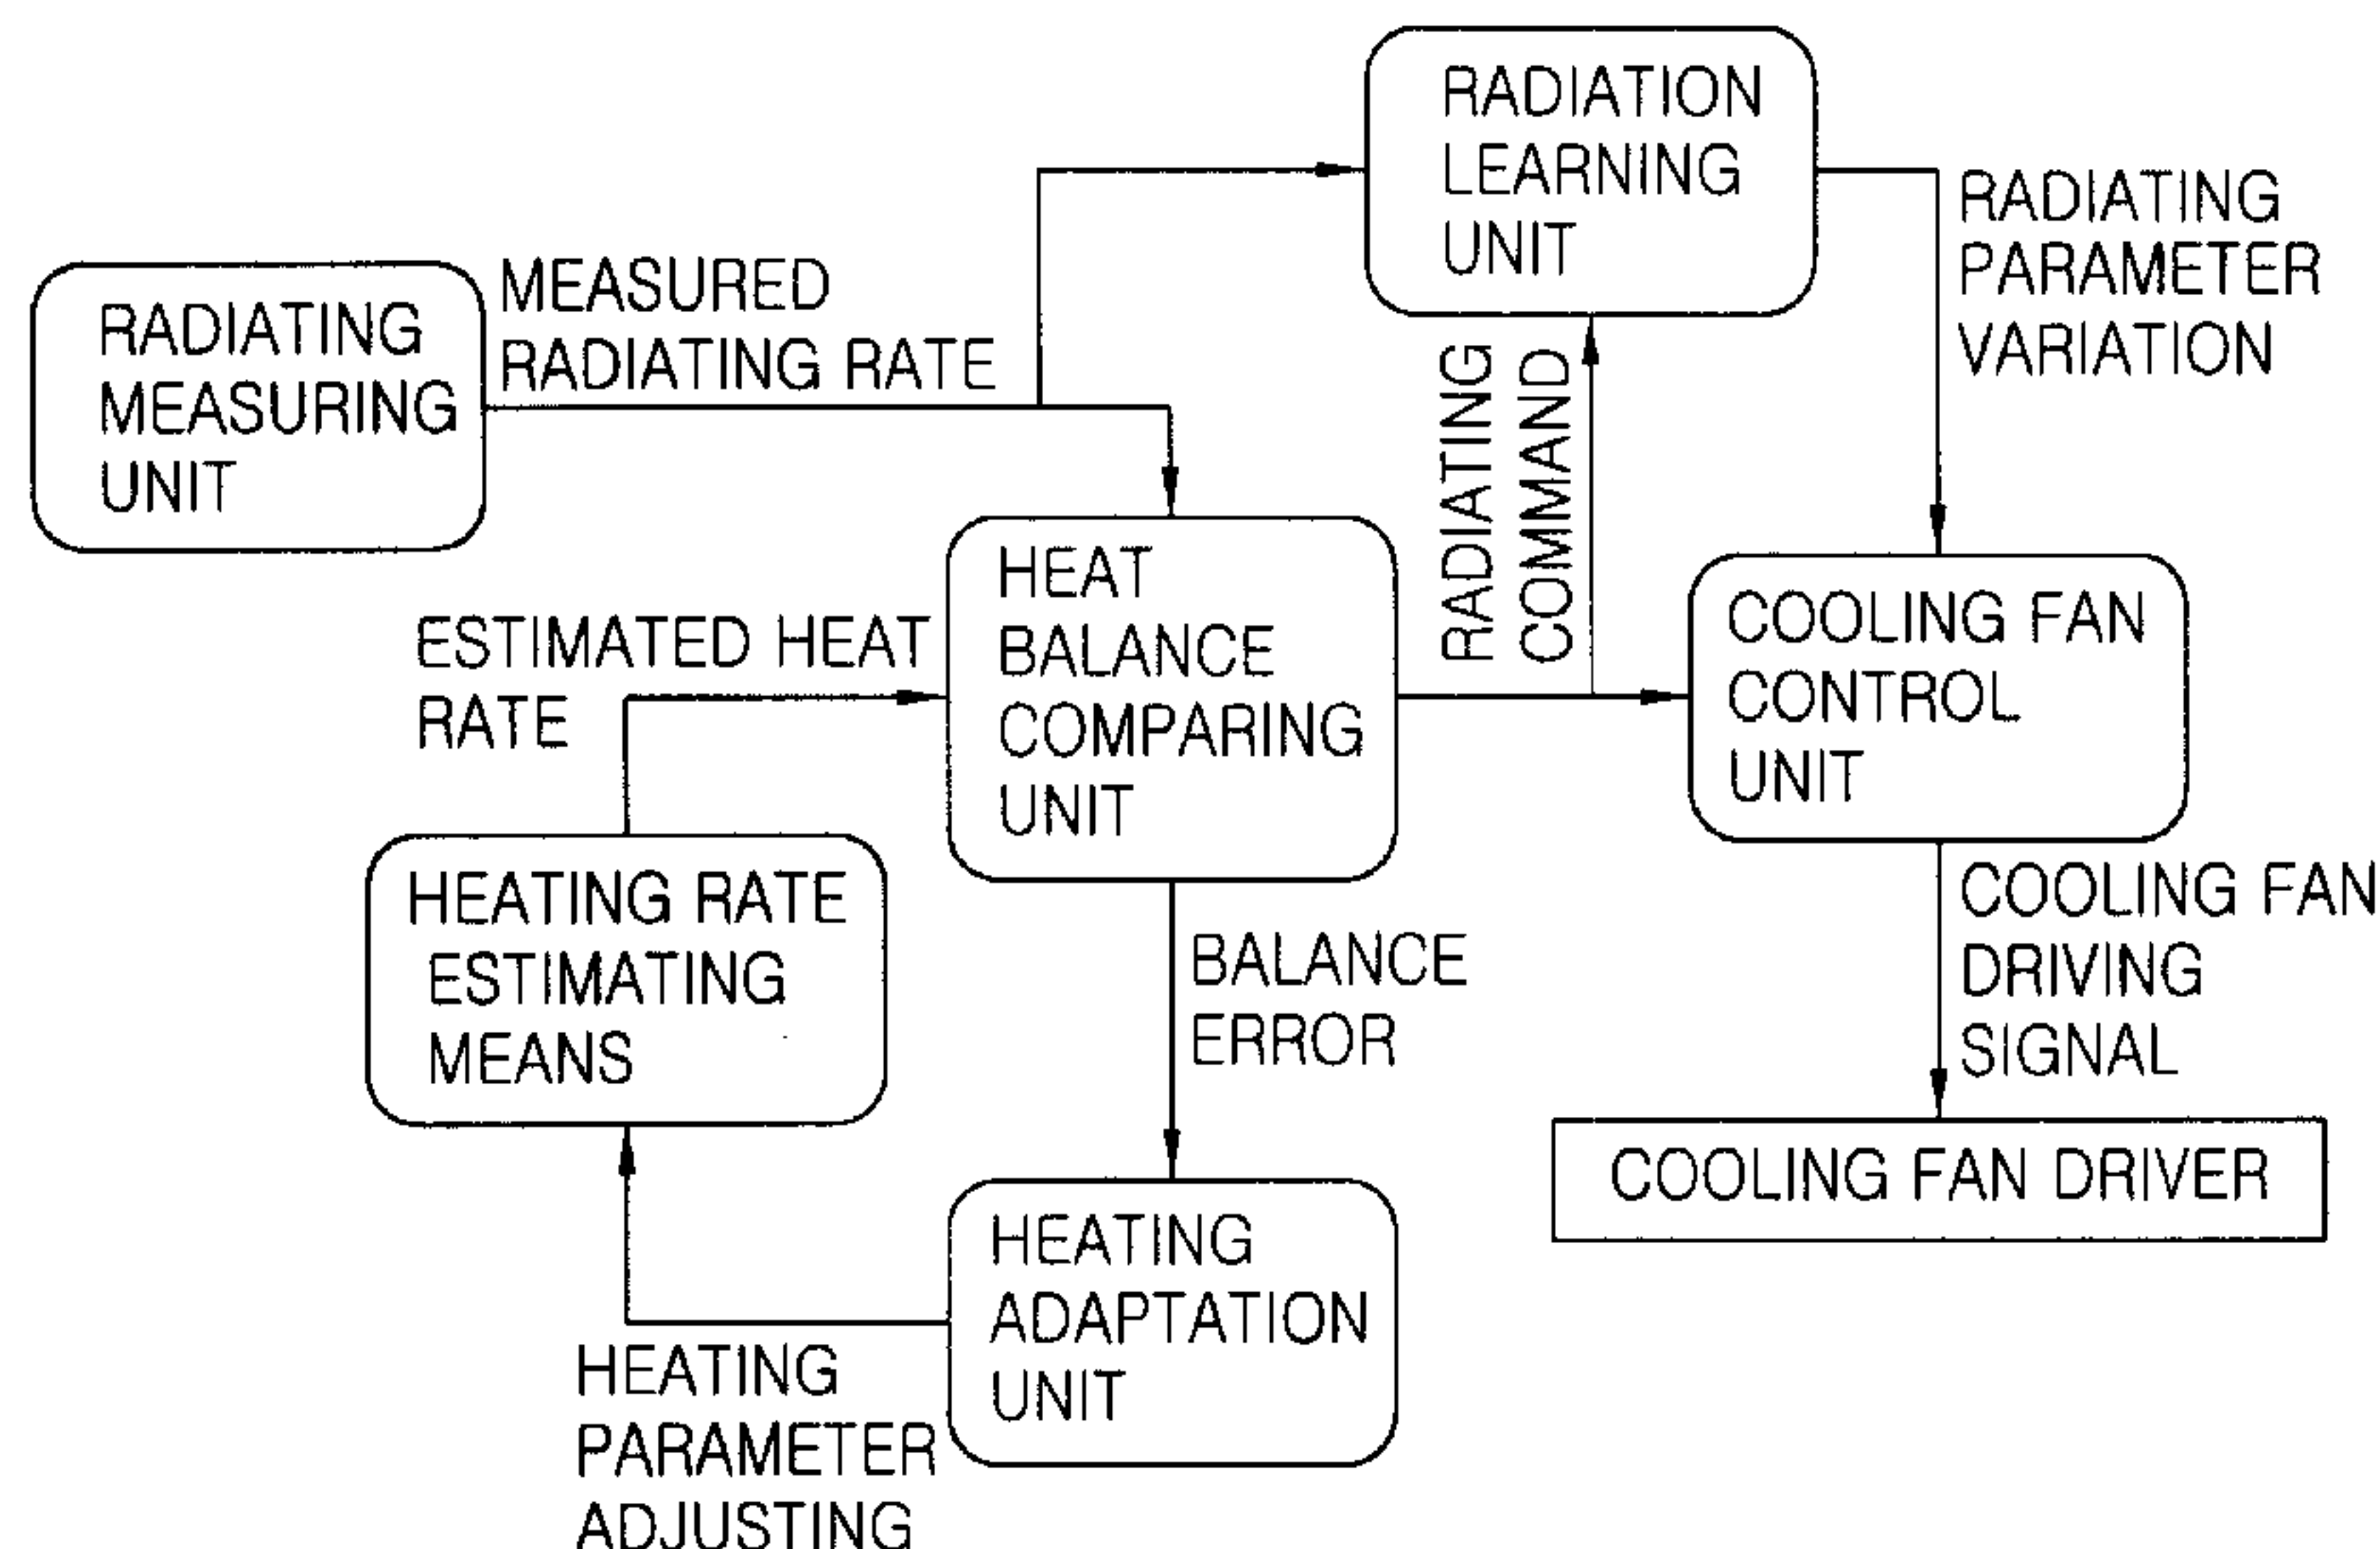 RADIATION
LEARNING
UNIT
RADIATING
PARAMETER
VARIATION
MEASURED
RADIATING RATE
RADIATING
MEASURING
UNIT
RADIATING
COMMAND
HEAT
BALANCE
COMPARING
UNIT
ESTIMATED HEAT
RATE
COOLING FAN
CONTROL
UNIT
HEATING RATE
ESTIMATING
MEANS
BALANCE
ERROR
COOLING FAN
DRIVING
SIGNAL
COOLING FAN DRIVER
HEATING
ADAPTATION
UNIT
HEATING
PARAMETER
ADJUSTING